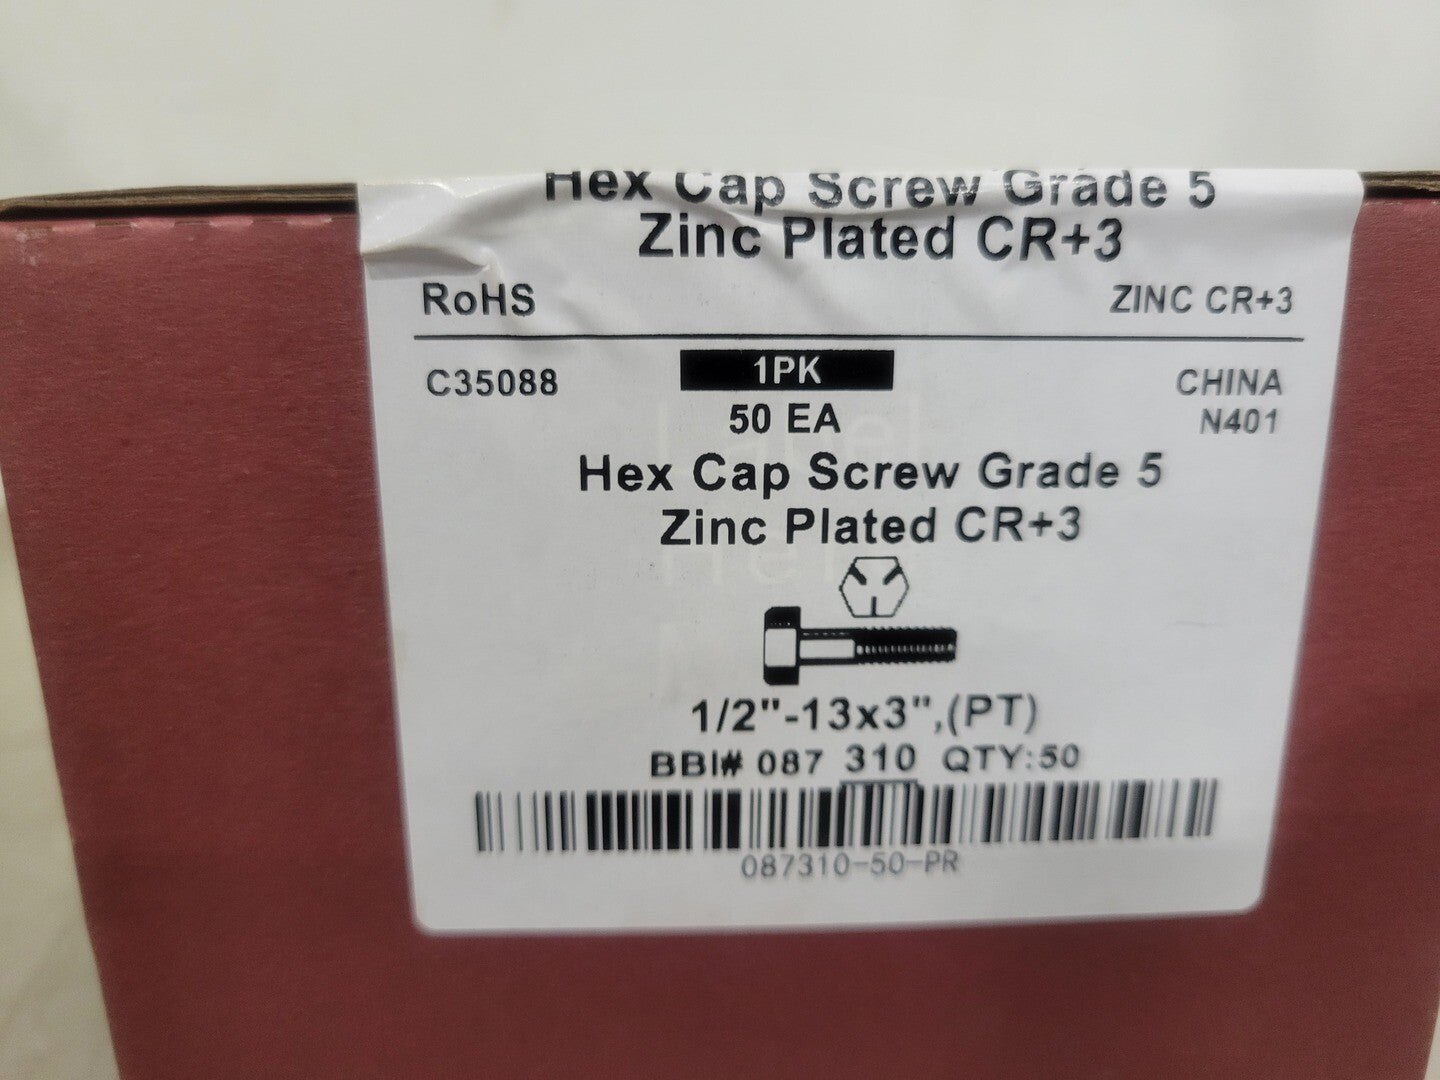 Hex Cap Screw Grade 5
Zinc Plated CR+3
RoHS
ZINC CR+3
C35088
1PK
CHINA
50 EA
N401
Hex Cap Screw Grade 5
Zinc Plated CR+3
1/2"-13x3",(PT)
BBI# 087 310 QTY:50
087310-50-PR